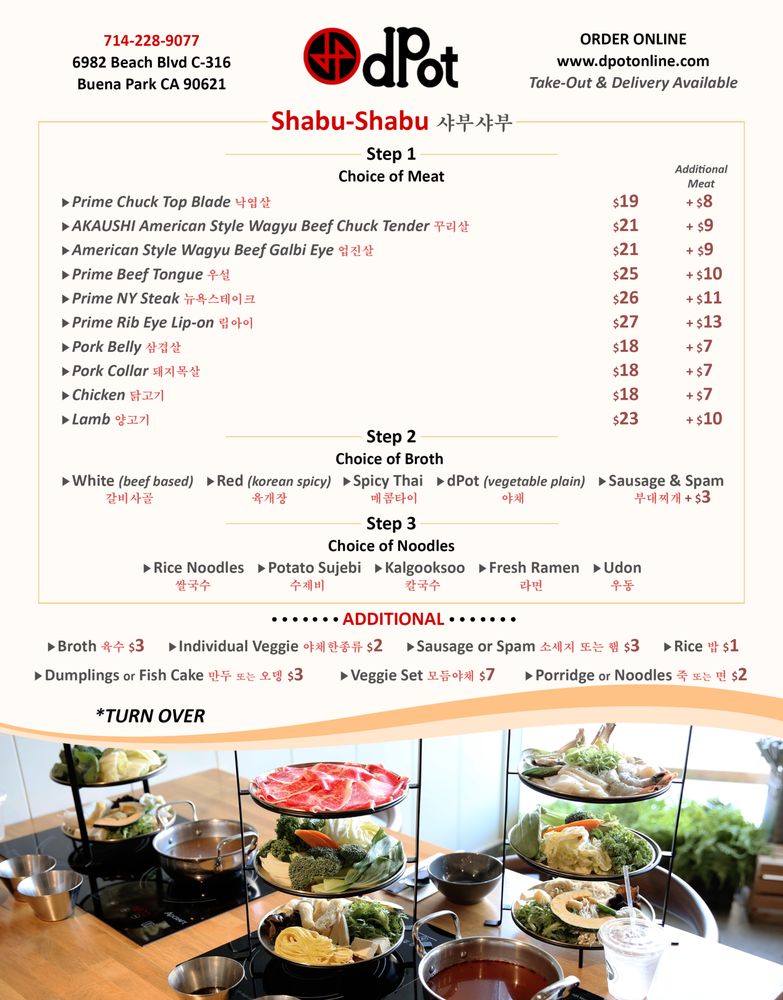 714-228-9077
6982 Beach Blvd C-316
Buena Park CA 90621
dPot
ORDER ONLINE
www.dpotonline.com
Take-Out & Delivery Available
Shabu-Shabu 샤부샤부
Step 1
Choice of Meat
Additional
Meat
▶Prime Chuck Top Blade 낙엽살 $19 +$8
▶AKAUSHI American Style Wagyu Beef Chuck Tender 꾸리살 $21 +$9
▶American Style Wagyu Beef Galbi Eye 업진살 $21 +$9
▶Prime Beef Tongue 우설 $25 +$10
▶Prime NY Steak 뉴욕스테이크 $26 +$11
▶Prime Rib Eye Lip-on 립아이 $27 +$13
▶Pork Belly 삼겹살 $18 +$7
▶Pork Collar 돼지목살 $18 +$7
▶Chicken 닭고기 $18 +$7
▶Lamb 양고기 $23 +$10
Step 2
Choice of Broth
▶White (beef based) ▶Red (korean spicy) ▶Spicy Thai ▶dPot (vegetable plain) ▶Sausage & Spam
갈비사골 육개장 매콤타이 야채 부대찌개 +$3
Step 3
Choice of Noodles
▶Rice Noodles ▶Potato Sujebi ▶Kalgooksoo ▶Fresh Ramen ▶Udon
쌀국수 수제비 칼국수 라면 우동
•••••••ADDITIONAL•••••••
▶Broth 육수 $3 ▶Individual Veggie 야채한종류 $2 ▶Sausage or Spam 소세지 또는 햄 $3 ▶Rice 밥 $1
▶Dumplings or Fish Cake 만두 또는 오뎅 $3 ▶Veggie Set 모듬야채 $7 ▶Porridge or Noodles 죽 또는 면 $2
*TURN OVER